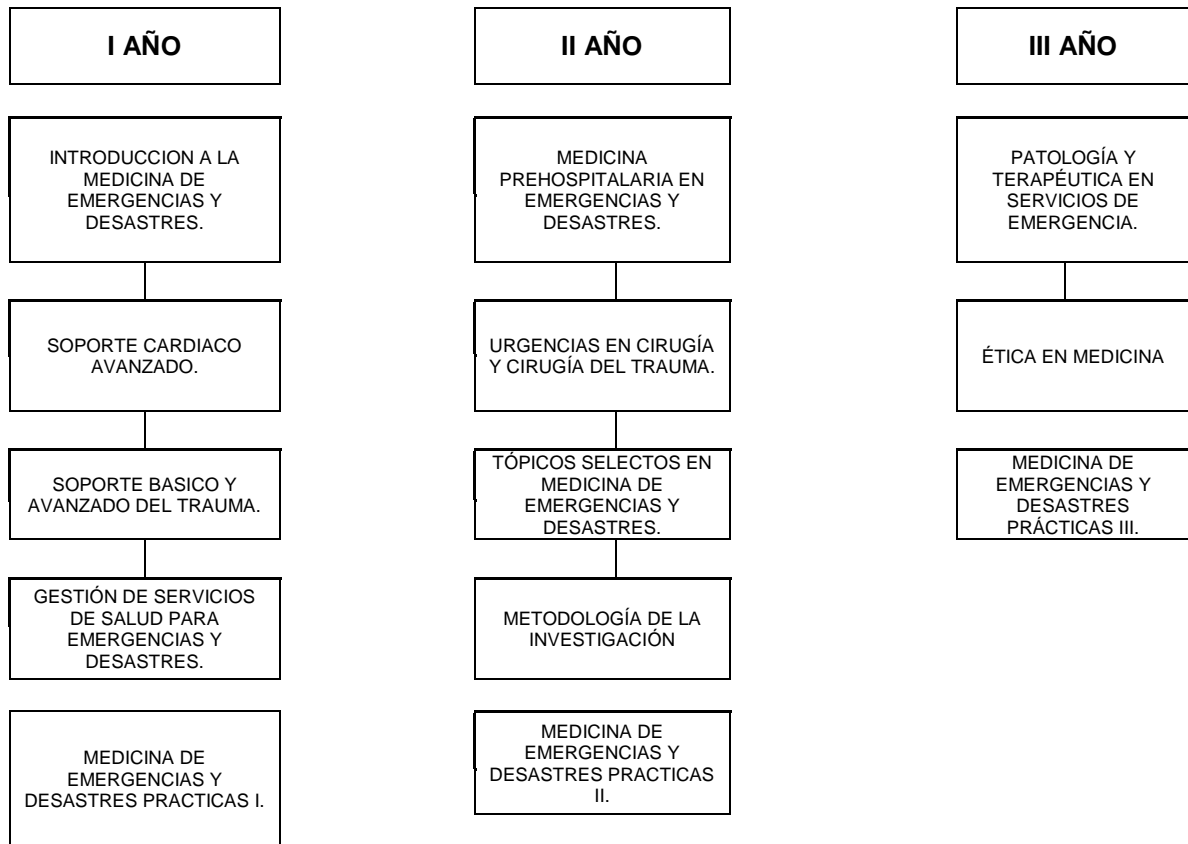 I AÑO
INTRODUCCION A LA
MEDICINA DE
EMERGENCIAS Y
DESASTRES.
SOPORTE CARDIACO
AVANZADO.
SOPORTE BASICO Y
AVANZADO DEL TRAUMA.
GESTIÓN DE SERVICIOS
DE SALUD PARA
EMERGENCIAS Y
DESASTRES.
MEDICINA DE
EMERGENCIAS Y
DESASTRES PRACTICAS I.
II AÑO
MEDICINA
PREHOSPITALARIA EN
EMERGENCIAS Y
DESASTRES.
URGENCIAS EN CIRUGÍA
Y CIRUGÍA DEL TRAUMA.
TÓPICOS SELECTOS EN
MEDICINA DE
EMERGENCIAS Y
DESASTRES.
METODOLOGÍA DE LA
INVESTIGACIÓN
MEDICINA DE
EMERGENCIAS Y
DESASTRES PRACTICAS
II.
III AÑO
PATOLOGÍA Y
TERAPÉUTICA EN
SERVICIOS DE
EMERGENCIA.
ÉTICA EN MEDICINA
MEDICINA DE
EMERGENCIAS Y
DESASTRES
PRÁCTICAS III.